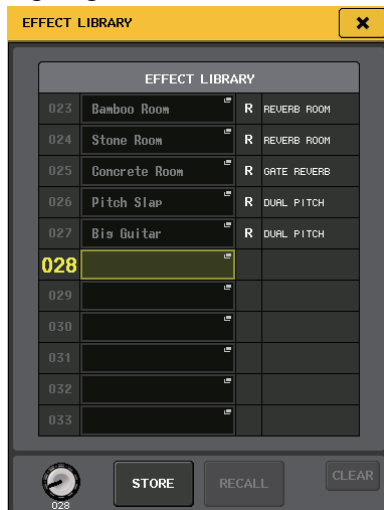 EFFECT LIBRARY
EFFECT LIBRARY
023 Bamboo Room R REVERB ROOM
024 Stone Room R REVERB ROOM
025 Concrete Room R GATE REVERB
026 Pitch Slap R DUAL PITCH
027 Big Guitar R DUAL PITCH
028
029
030
031
032
033
STORE RECALL CLEAR
028